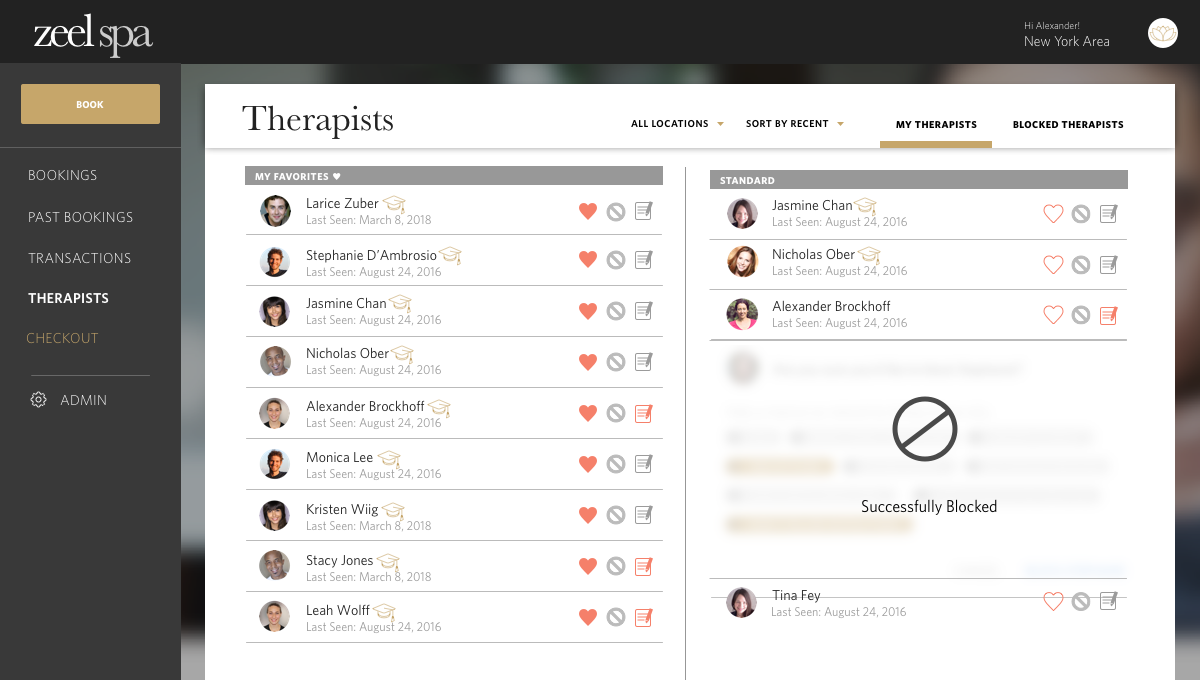 zeel spa
Hi Alexander!
New York Area
BOOK
BOOKINGS
PAST BOOKINGS
TRANSACTIONS
THERAPISTS
CHECKOUT
ADMIN
Therapists
ALL LOCATIONS
SORT BY RECENT
MY THERAPISTS
BLOCKED THERAPISTS
MY FAVORITES
Larice Zuber
Last Seen: March 8, 2018
Stephanie D’Ambrosio
Last Seen: August 24, 2016
Jasmine Chan
Last Seen: August 24, 2016
Nicholas Ober
Last Seen: August 24, 2016
Alexander Brockhoff
Last Seen: August 24, 2016
Monica Lee
Last Seen: August 24, 2016
Kristen Wiig
Last Seen: March 8, 2018
Stacy Jones
Last Seen: March 8, 2018
Leah Wolff
Last Seen: August 24, 2016
STANDARD
Jasmine Chan
Last Seen: August 24, 2016
Nicholas Ober
Last Seen: August 24, 2016
Alexander Brockhoff
Last Seen: August 24, 2016
Successfully Blocked
Tina Fey
Last Seen: August 24, 2016